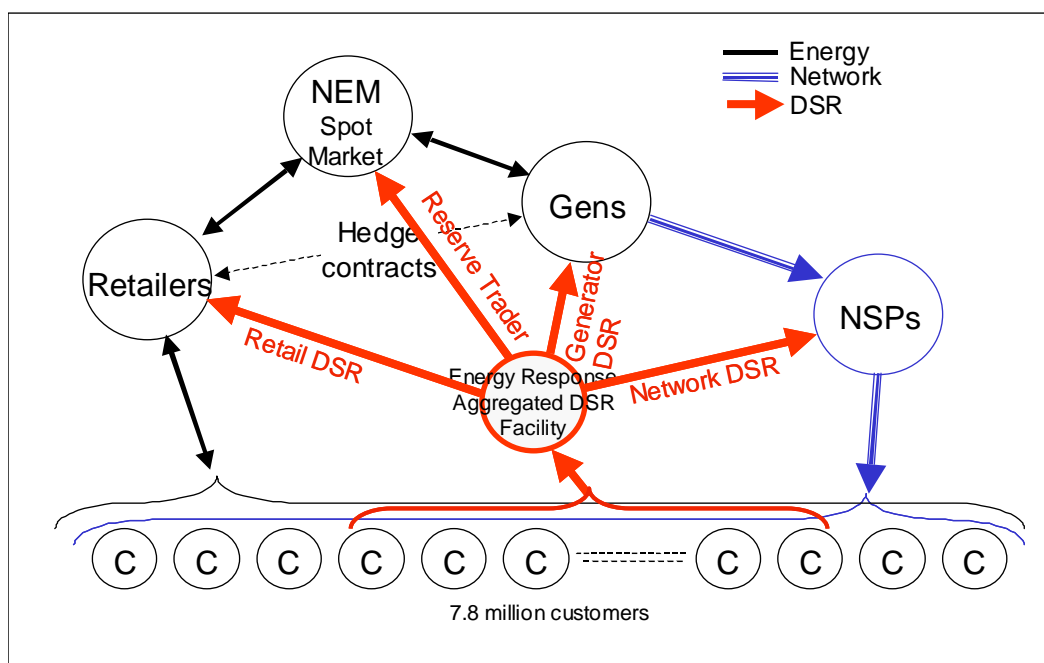 Energy
Network
DSR
NEM
Spot
Market
Gens
Hedge
contracts
Retailers
NSPs
Reserve Trader
Generator
DSR
Retail DSR
Network DSR
Energy Response
Aggregated DSR
Facility
C C C C C C C C C C
7.8 million customers